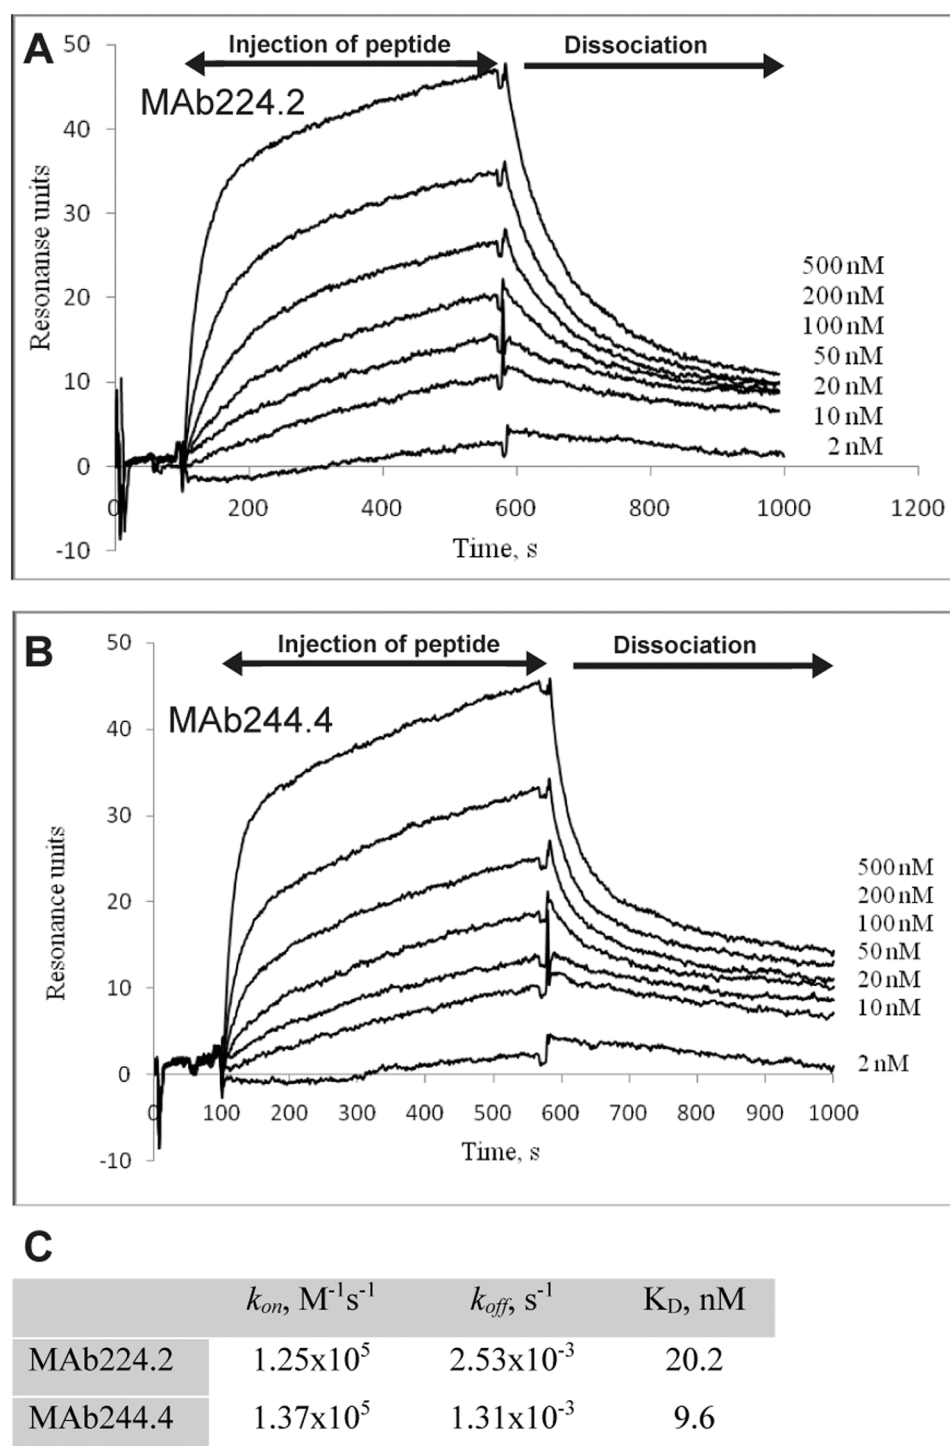 A
Injection of peptide
Dissociation
MAb224.2
50
40
30
20
10
0
-10
Resonanse units
500 nM
200 nM
100 nM
50 nM
20 nM
10 nM
2 nM
0 200 400 600 800 1000 1200
Time, s
B
Injection of peptide
Dissociation
MAb244.4
50
40
30
20
10
0
-10
Resonance units
500 nM
200 nM
100 nM
50 nM
20 nM
10 nM
2 nM
0 100 200 300 400 500 600 700 800 900 1000
Time, s
C
kon, M-1s-1 koff, s-1 KD, nM
MAb224.2 1.25x10⁵ 2.53x10⁻³ 20.2
MAb244.4 1.37x10⁵ 1.31x10⁻³ 9.6